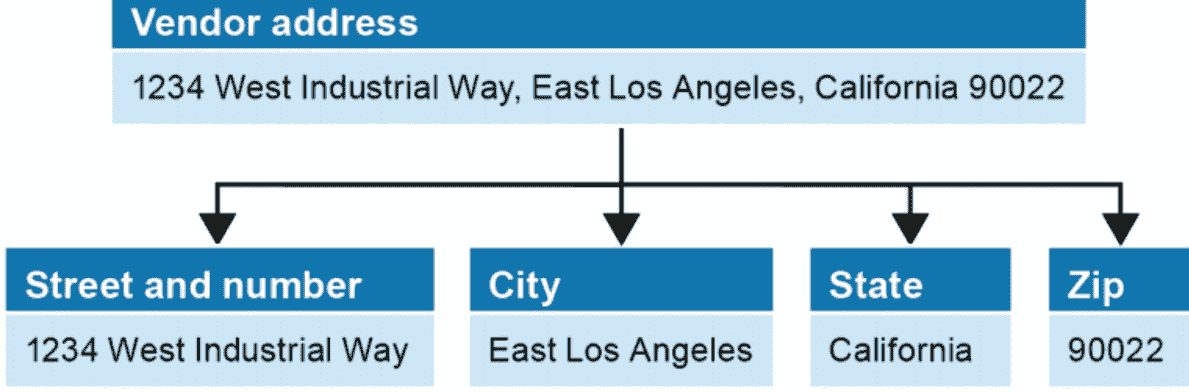 Vendor address
1234 West Industrial Way, East Los Angeles, California 90022
Street and number
1234 West Industrial Way
City
East Los Angeles
State
California
Zip
90022